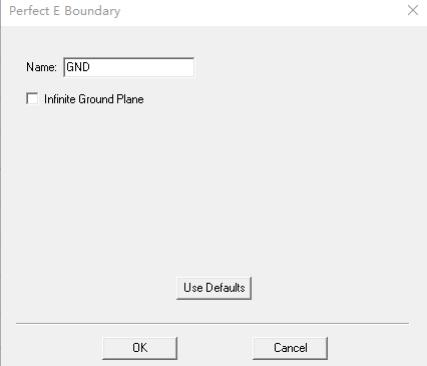 Perfect E Boundary
Name: GND
Infinite Ground Plane
Use Defaults
OK Cancel